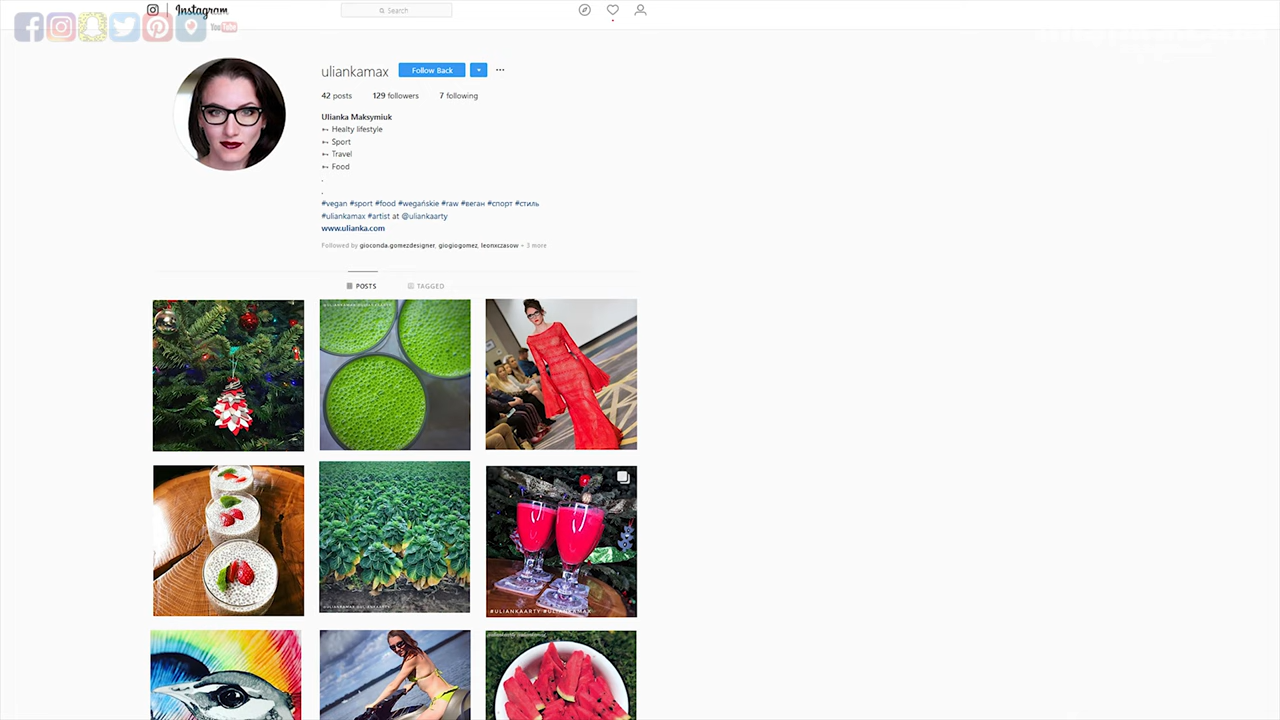 Instagram
Search
YouTube
uliankamax
Follow Back
42 posts 129 followers 7 following
Ulianka Maksymiuk
➳ Healty lifestyle
➳ Sport
➳ Travel
➳ Food
.
.
#vegan #sport #food #wegańskie #raw #веган #спорт #стиль
#uliankamax #artist at @uliankaarty
www.ulianka.com
Followed by gioconda.gomezdesigner, giogiogomez, leonxczasow + 3 more
POSTS TAGGED
#ULIANKAMAX #ULIANKAARTY
#ULIANKAARTY #ULIANKAMAX